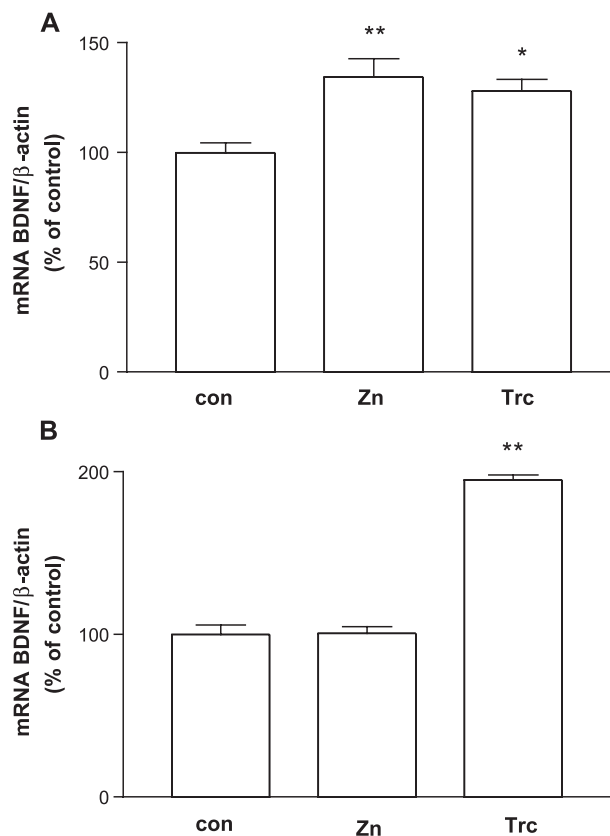 A
**
*
150
100
50
0
mRNA BDNF/β-actin
(% of control)
con Zn Trc
B
**
200
100
0
mRNA BDNF/β-actin
(% of control)
con Zn Trc